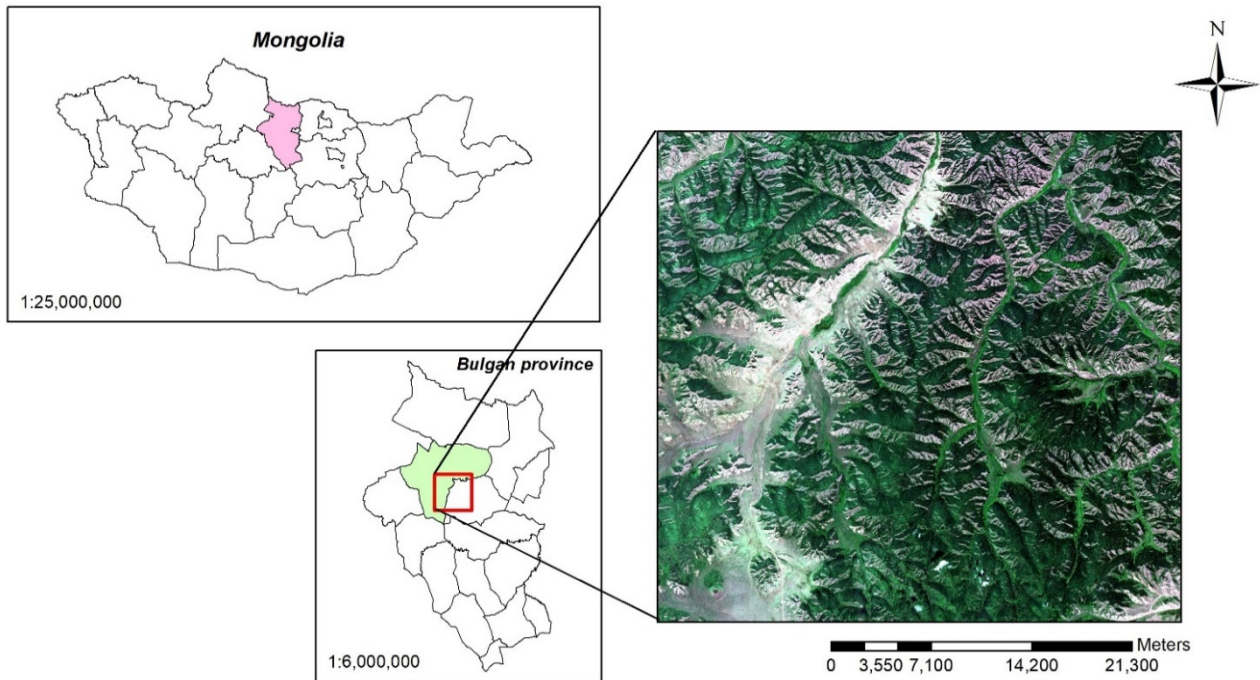 Mongolia
1:25,000,000
N
Bulgan province
1:6,000,000
Meters
0 3,550 7,100 14,200 21,300